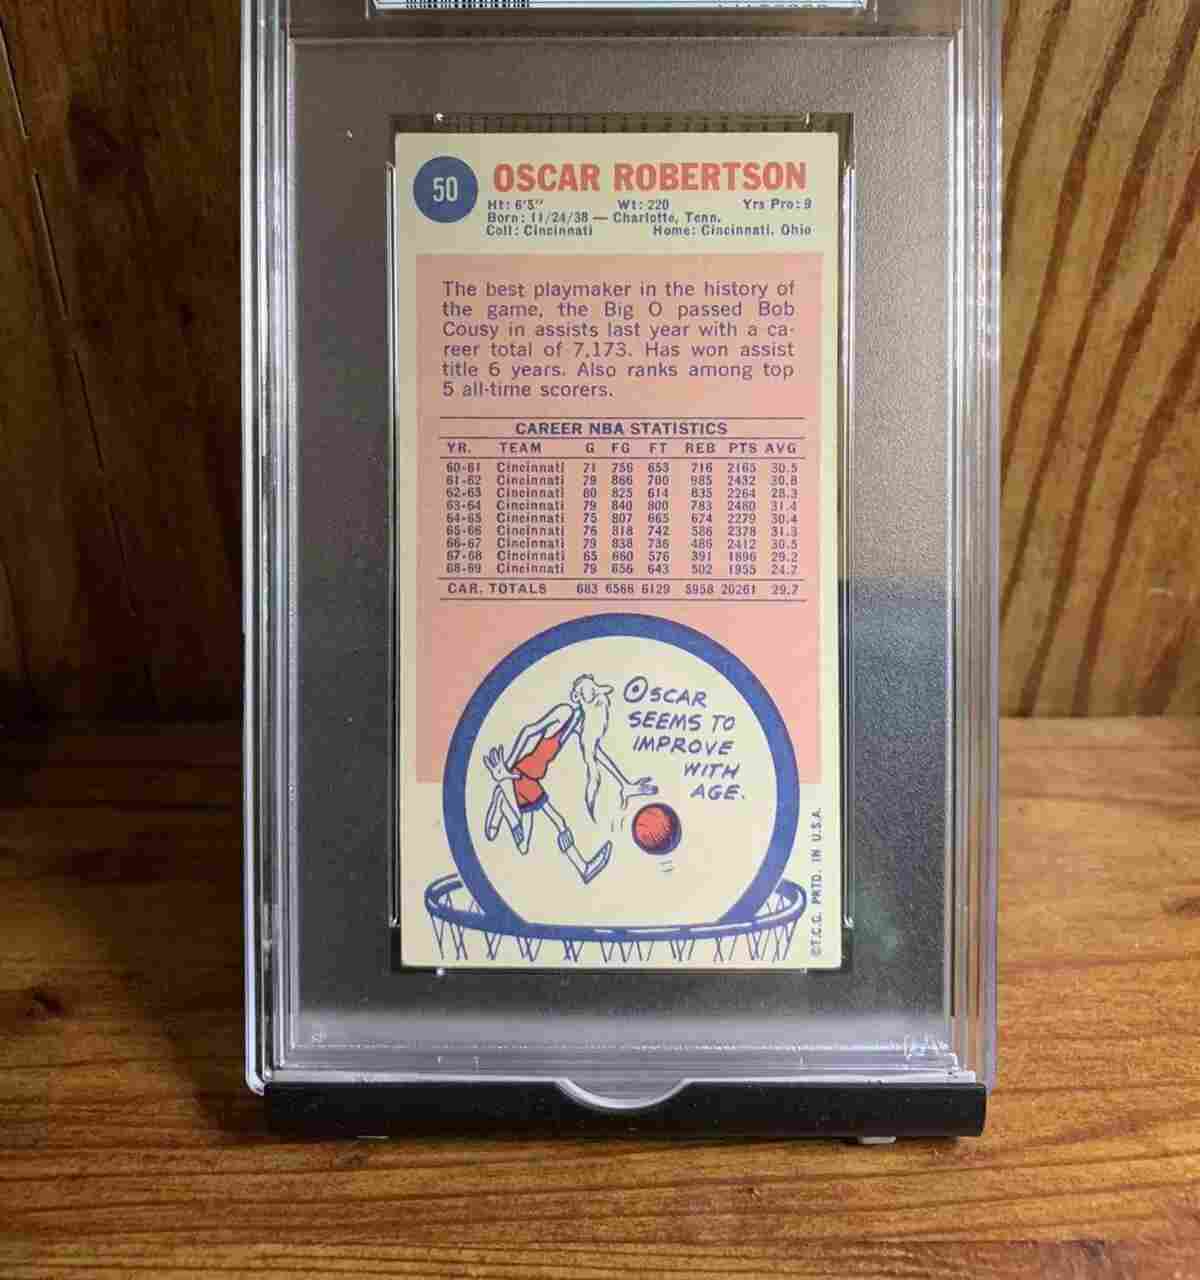 50 OSCAR ROBERTSON
Ht: 6'5" Wt: 220 Yrs Pro: 9
Born: 11/24/38 — Charlotte, Tenn.
Coll: Cincinnati Home: Cincinnati, Ohio
The best playmaker in the history of
the game, the Big O passed Bob
Cousy in assists last year with a ca-
reer total of 7,173. Has won assist
title 6 years. Also ranks among top
5 all-time scorers.
CAREER NBA STATISTICS
YR. TEAM G FG FT REB PTS AVG
60-61 Cincinnati 71 756 653 716 2165 30.5
61-62 Cincinnati 79 866 700 985 2432 30.8
62-63 Cincinnati 80 825 614 835 2264 28.3
63-64 Cincinnati 79 840 800 783 2480 31.4
64-65 Cincinnati 75 807 665 674 2279 30.4
65-66 Cincinnati 76 818 742 586 2378 31.3
66-67 Cincinnati 79 838 736 486 2412 30.5
67-68 Cincinnati 65 660 576 391 1896 29.2
68-69 Cincinnati 79 656 643 502 1955 24.7
CAR. TOTALS 683 6566 6129 5958 20261 29.7
OSCAR
SEEMS TO
IMPROVE
WITH
AGE.
©T.C.G. PRTD. IN U.S.A.